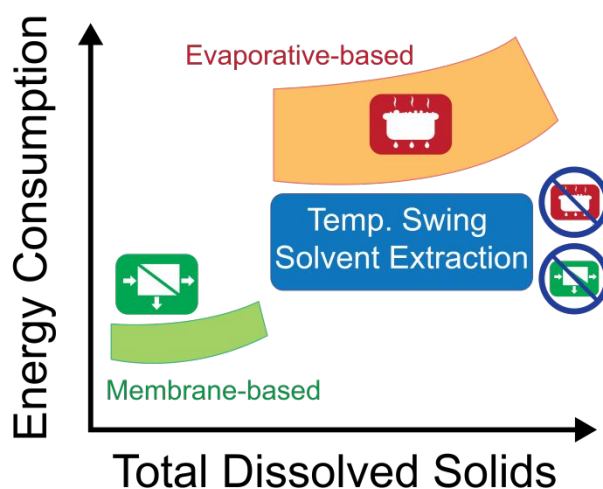 Evaporative-based
Temp. Swing
Solvent Extraction
Membrane-based
Energy Consumption
Total Dissolved Solids